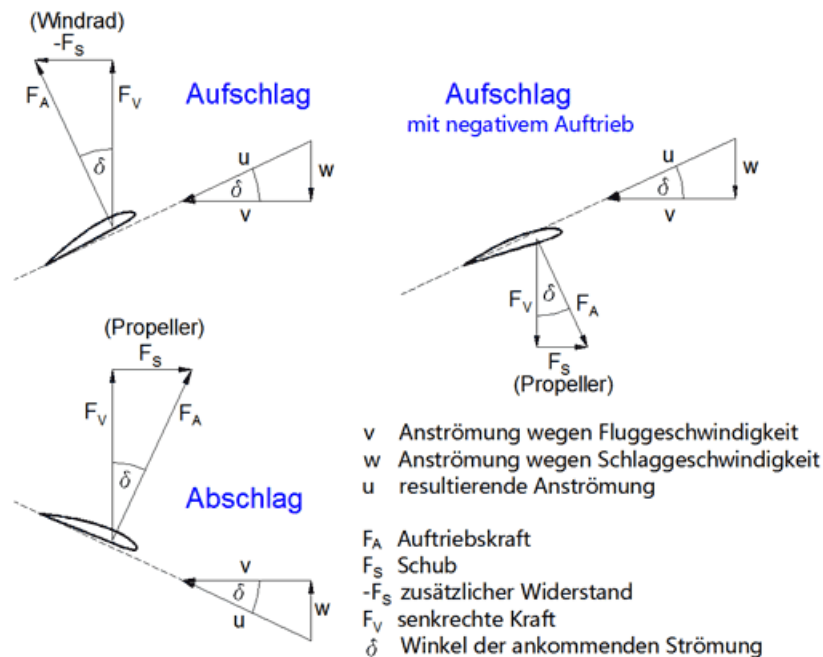 (Windrad)
-FS
FA
FV
δ
Aufschlag
u
δ
w
v
Aufschlag
mit negativem Auftrieb
u
δ
w
v
FV
δ
FA
FS
(Propeller)
(Propeller)
FS
FV
FA
δ
Abschlag
v
δ
w
u
v Anströmung wegen Fluggeschwindigkeit
w Anströmung wegen Schlaggeschwindigkeit
u resultierende Anströmung
FA Auftriebskraft
FS Schub
-FS zusätzlicher Widerstand
FV senkrechte Kraft
δ Winkel der ankommenden Strömung